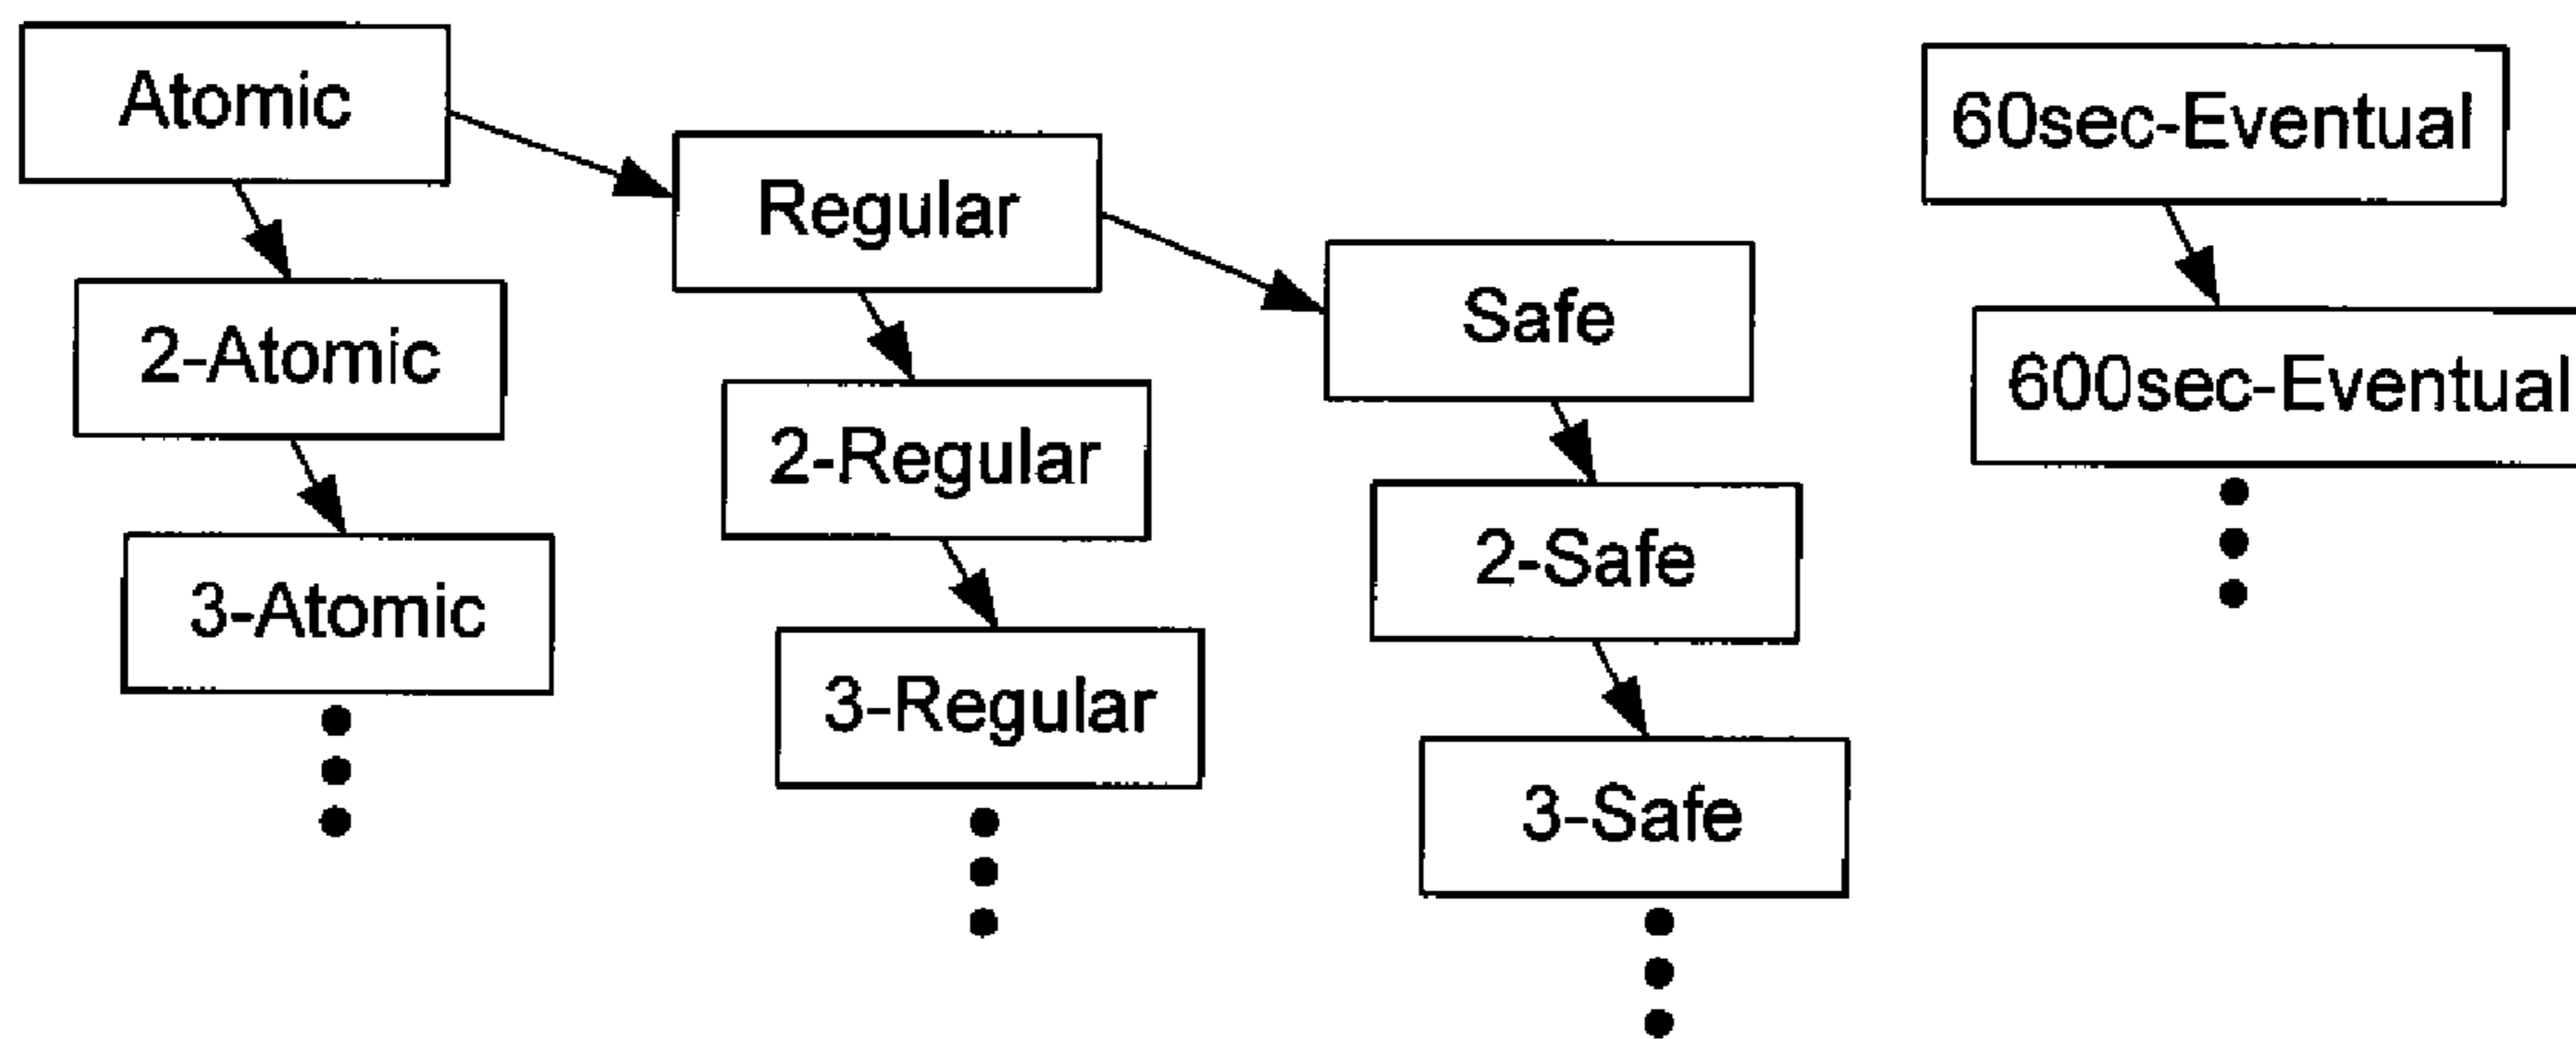 Atomic
2-Atomic
3-Atomic
Regular
2-Regular
3-Regular
Safe
2-Safe
3-Safe
60sec-Eventual
600sec-Eventual